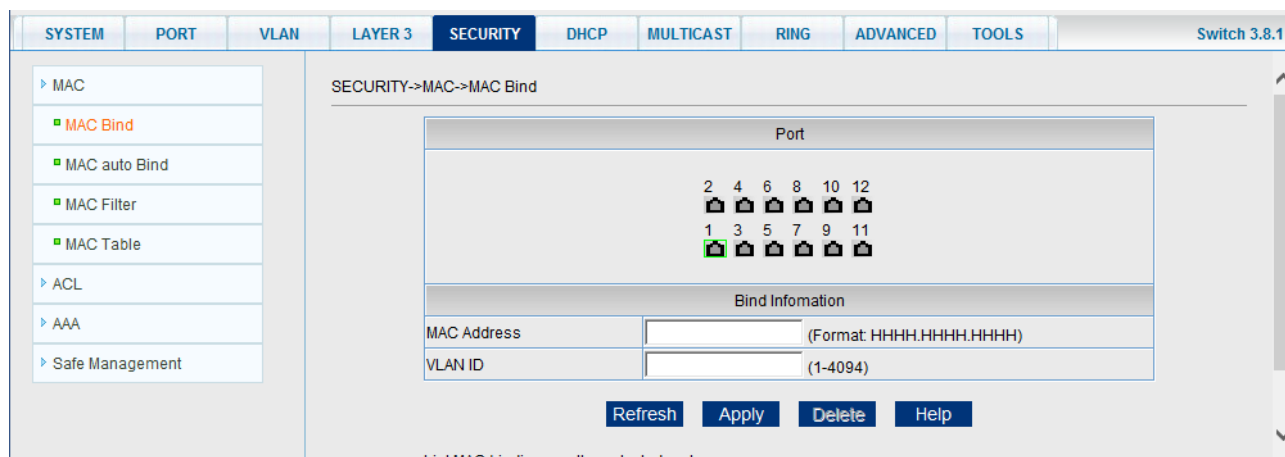 SYSTEM PORT VLAN LAYER 3 SECURITY DHCP MULTICAST RING ADVANCED TOOLS Switch 3.8.1
MAC
MAC Bind
MAC auto Bind
MAC Filter
MAC Table
ACL
AAA
Safe Management
SECURITY->MAC->MAC Bind
Port
2 4 6 8 10 12
1 3 5 7 9 11
Bind Infomation
MAC Address (Format: HHHH.HHHH.HHHH)
VLAN ID (1-4094)
Refresh Apply Delete Help